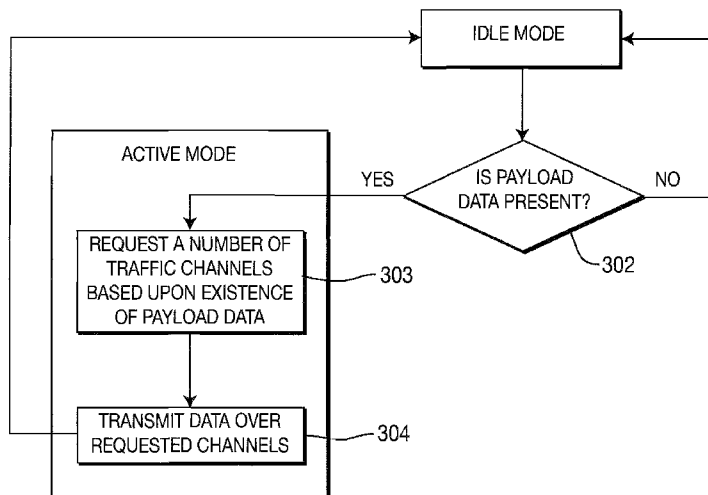 IDLE MODE
ACTIVE MODE
YES
IS PAYLOAD
DATA PRESENT?
NO
302
REQUEST A NUMBER OF
TRAFFIC CHANNELS
BASED UPON EXISTENCE
OF PAYLOAD DATA
303
TRANSMIT DATA OVER
REQUESTED CHANNELS
304